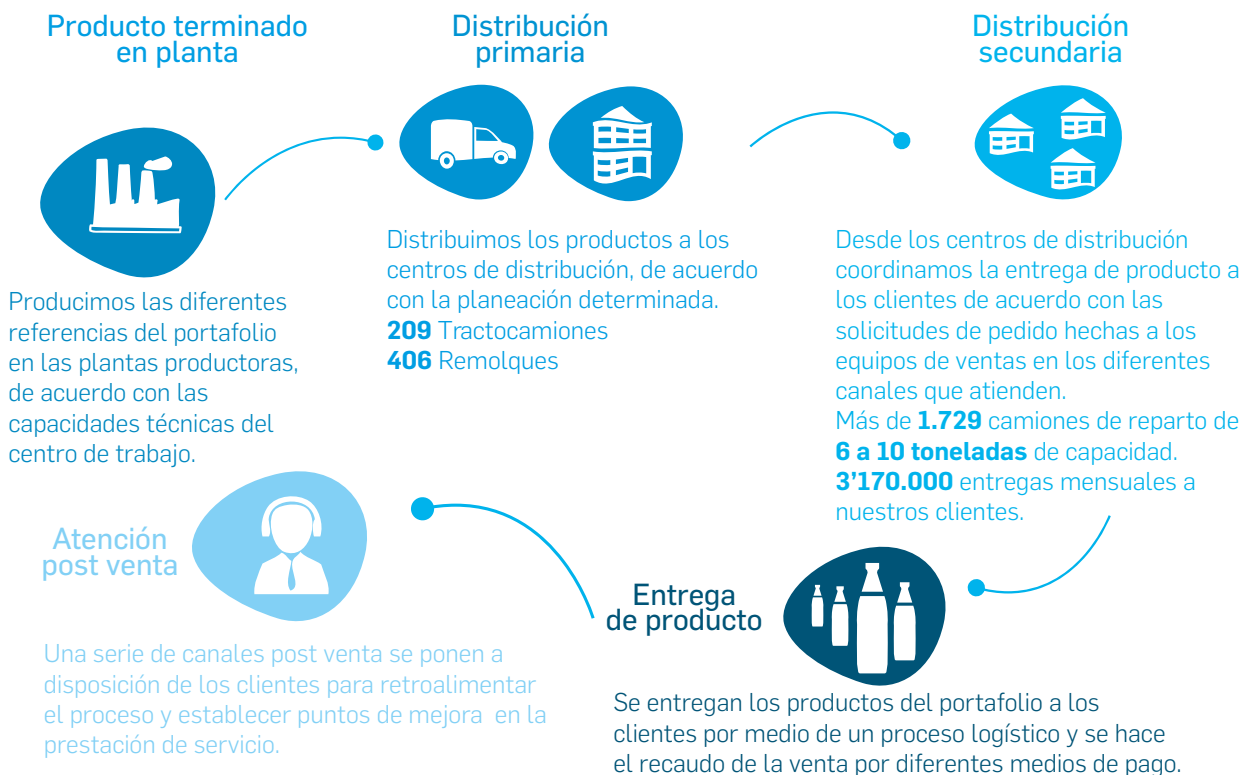 Producto terminado
en planta
Producimos las diferentes
referencias del portafolio
en las plantas productoras,
de acuerdo con las
capacidades técnicas del
centro de trabajo.
Distribución
primaria
Distribuimos los productos a los
centros de distribución, de acuerdo
con la planeación determinada.
209 Tractocamiones
406 Remolques
Distribución
secundaria
Desde los centros de distribución
coordinamos la entrega de producto a
los clientes de acuerdo con las
solicitudes de pedido hechas a los
equipos de ventas en los diferentes
canales que atienden.
Más de 1.729 camiones de reparto de
6 a 10 toneladas de capacidad.
3’170.000 entregas mensuales a
nuestros clientes.
Entrega
de producto
Se entregan los productos del portafolio a los
clientes por medio de un proceso logístico y se hace
el recaudo de la venta por diferentes medios de pago.
Atención
post venta
Una serie de canales post venta se ponen a
disposición de los clientes para retroalimentar
el proceso y establecer puntos de mejora en la
prestación de servicio.